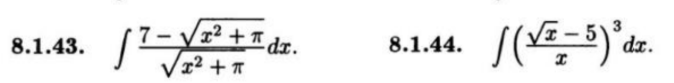 8.1.43. ∫ (7 − √(x² + π)) / √(x² + π) dx. 8.1.44. ∫ ((√x − 5) / x)³ dx.